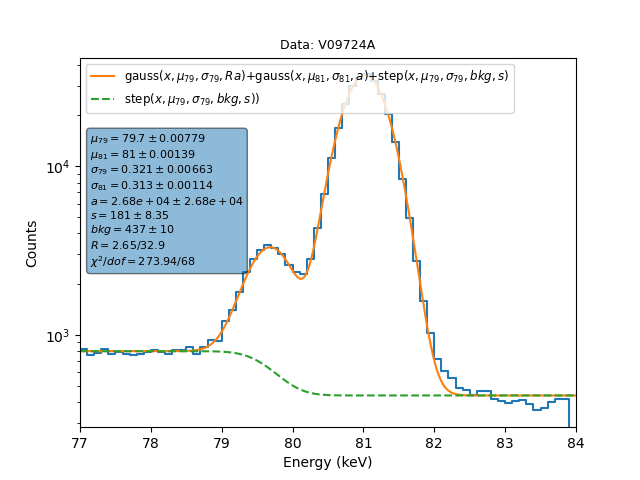 Data: V09724A
gauss(x, μ₇₉, σ₇₉, Ra)+gauss(x, μ₈₁, σ₈₁, a)+step(x, μ₇₉, σ₇₉, bkg, s)
step(x, μ₇₉, σ₇₉, bkg, s))
μ₇₉ = 79.7 ± 0.00779
μ₈₁ = 81 ± 0.00139
σ₇₉ = 0.321 ± 0.00663
σ₈₁ = 0.313 ± 0.00114
a = 2.68e + 04 ± 2.68e + 04
s = 181 ± 8.35
bkg = 437 ± 10
R = 2.65/32.9
χ²/dof = 273.94/68
10⁴
10³
Counts
77 78 79 80 81 82 83 84
Energy (keV)